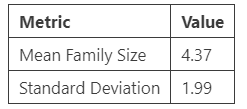 Metric Value
Mean Family Size 4.37
Standard Deviation 1.99